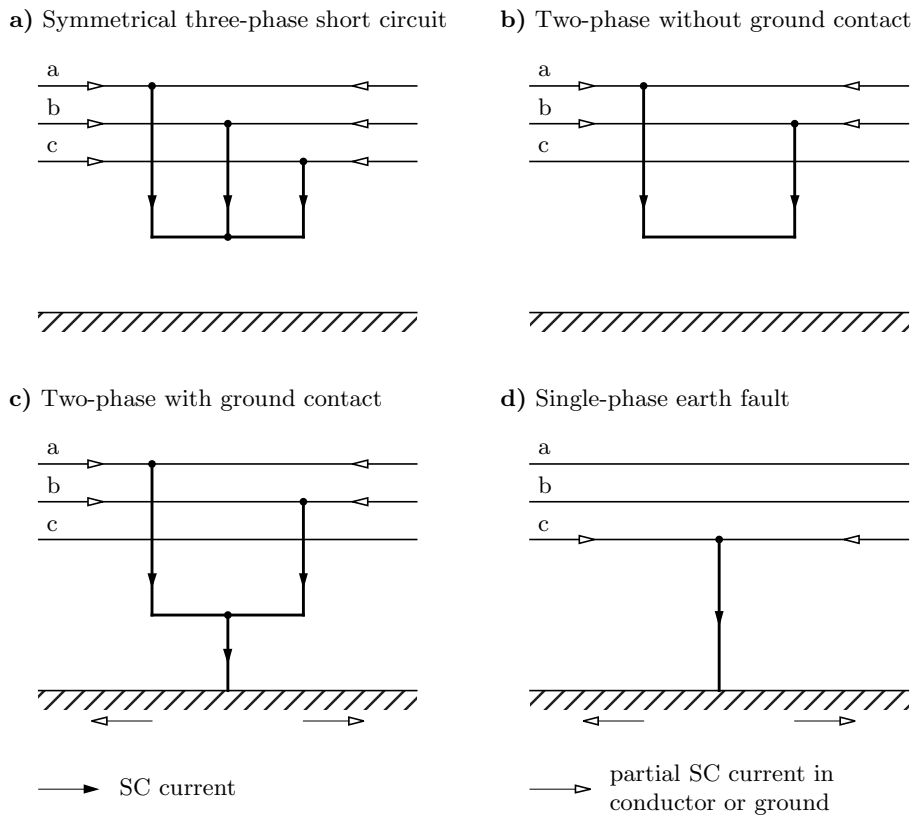 a) Symmetrical three-phase short circuit
a
b
c
b) Two-phase without ground contact
a
b
c
c) Two-phase with ground contact
a
b
c
d) Single-phase earth fault
a
b
c
SC current
partial SC current in
conductor or ground